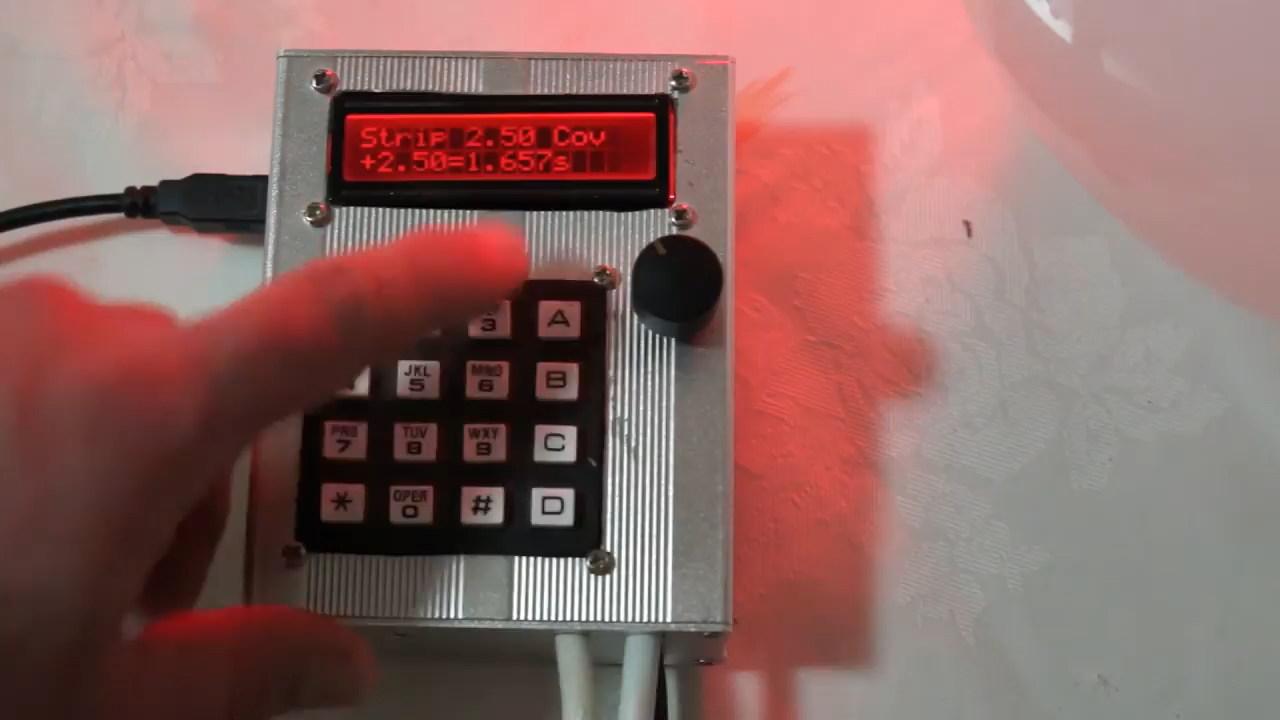 Strip 2.50 Cov
+2.50=1.657s
3 A
JKL MNO
5 6 B
PRS TUV WXY
7 8 9 C
OPER
* 0 # D